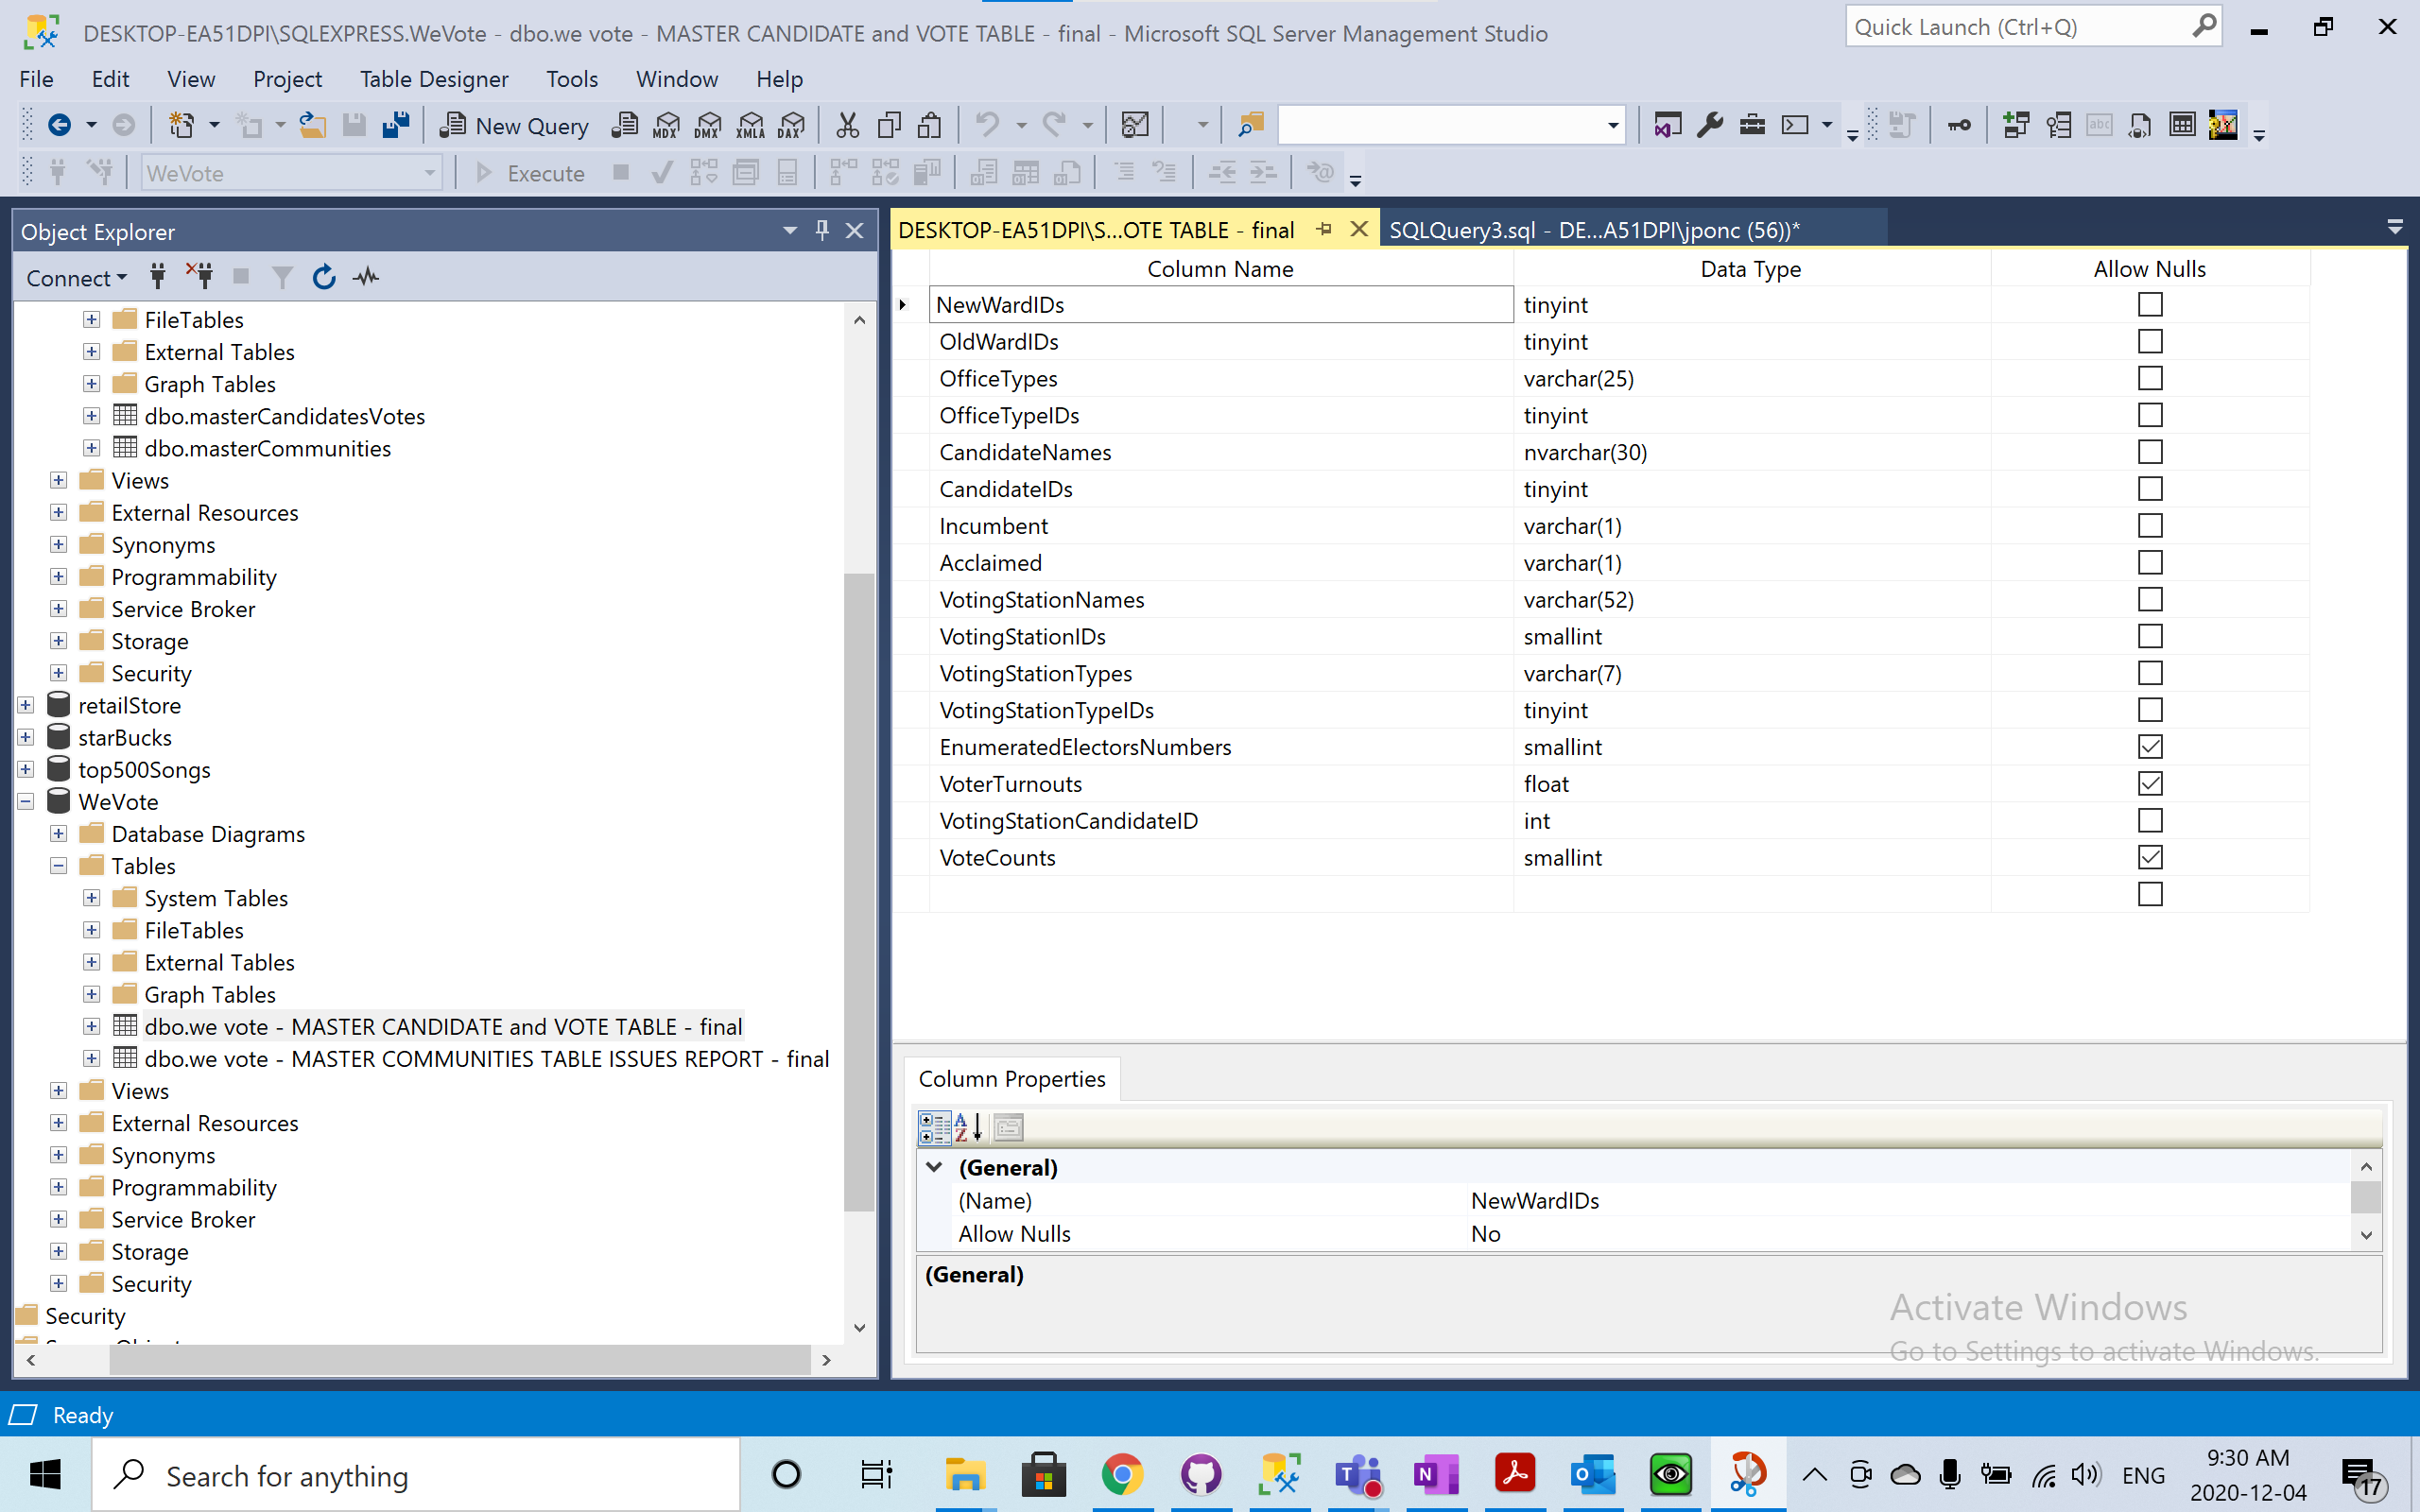 DESKTOP-EA51DPI\SQLEXPRESS.WeVote - dbo.we vote - MASTER CANDIDATE and VOTE TABLE - final - Microsoft SQL Server Management Studio
Quick Launch (Ctrl+Q)
File Edit View Project Table Designer Tools Window Help
New Query MDX DMX XMLA DAX abc
WeVote Execute
Object Explorer
Connect
FileTables
External Tables
Graph Tables
dbo.masterCandidatesVotes
dbo.masterCommunities
Views
External Resources
Synonyms
Programmability
Service Broker
Storage
Security
retailStore
starBucks
top500Songs
WeVote
Database Diagrams
Tables
System Tables
FileTables
External Tables
Graph Tables
dbo.we vote - MASTER CANDIDATE and VOTE TABLE - final
dbo.we vote - MASTER COMMUNITIES TABLE ISSUES REPORT - final
Views
External Resources
Synonyms
Programmability
Service Broker
Storage
Security
Security
DESKTOP-EA51DPI\S...OTE TABLE - final
SQLQuery3.sql - DE...A51DPI\jponc (56))*
Column Name Data Type Allow Nulls
NewWardIDs tinyint
OldWardIDs tinyint
OfficeTypes varchar(25)
OfficeTypeIDs tinyint
CandidateNames nvarchar(30)
CandidateIDs tinyint
Incumbent varchar(1)
Acclaimed varchar(1)
VotingStationNames varchar(52)
VotingStationIDs smallint
VotingStationTypes varchar(7)
VotingStationTypeIDs tinyint
EnumeratedElectorsNumbers smallint
VoterTurnouts float
VotingStationCandidateID int
VoteCounts smallint
Column Properties
(General)
(Name) NewWardIDs
Allow Nulls No
(General)
Activate Windows
Go to Settings to activate Windows.
Ready
Search for anything
ENG
9:30 AM
2020-12-04
17